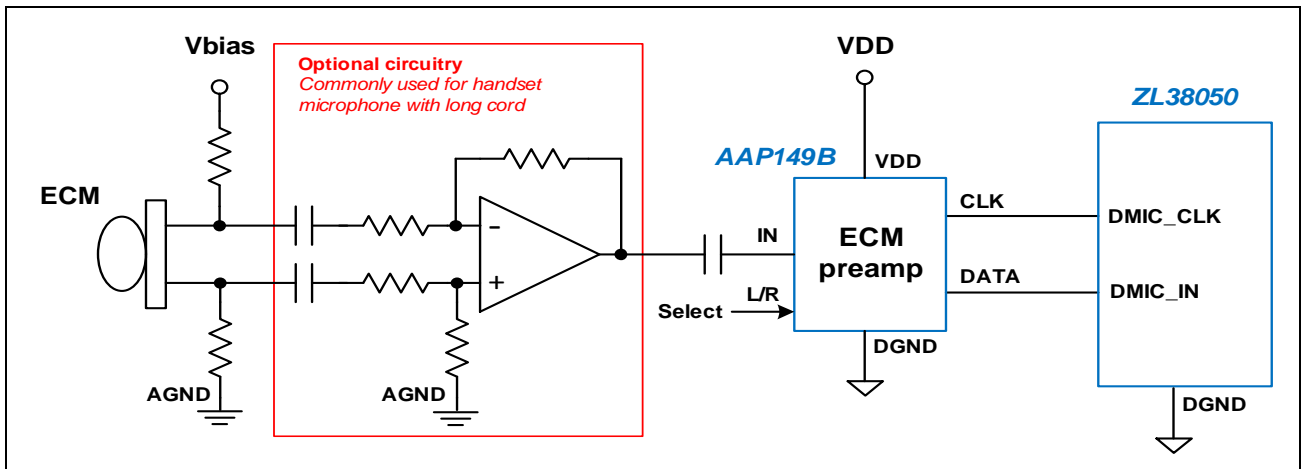 Vbias
Optional circuitry
Commonly used for handset
microphone with long cord
VDD
ZL38050
AAP149B
VDD
ECM
CLK
DMIC_CLK
-
IN
ECM
preamp
+
DATA
DMIC_IN
Select
L/R
DGND
AGND
AGND
DGND